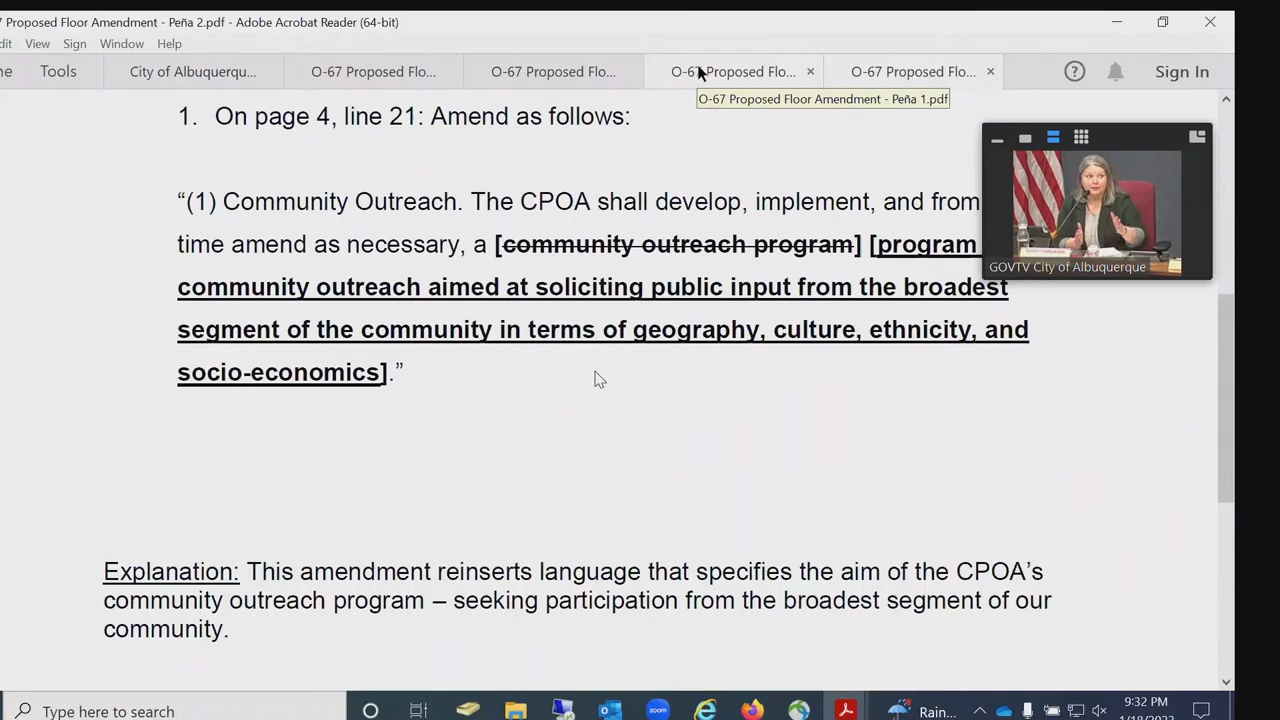 67 Proposed Floor Amendment - Peña 2.pdf - Adobe Acrobat Reader (64-bit)
dit View Sign Window Help
ne Tools City of Albuquerqu... O-67 Proposed Flo... O-67 Proposed Flo... O-67 Proposed Flo... O-67 Proposed Flo... Sign In
O-67 Proposed Floor Amendment - Peña 1.pdf
1. On page 4, line 21: Amend as follows:
“(1) Community Outreach. The CPOA shall develop, implement, and from
time amend as necessary, a [community outreach program] [program
community outreach aimed at soliciting public input from the broadest
segment of the community in terms of geography, culture, ethnicity, and
socio-economics].”
GOVTV City of Albuquerque
Explanation: This amendment reinserts language that specifies the aim of the CPOA’s
community outreach program – seeking participation from the broadest segment of our
community.
Type here to search
zoom
Rain...
9:32 PM